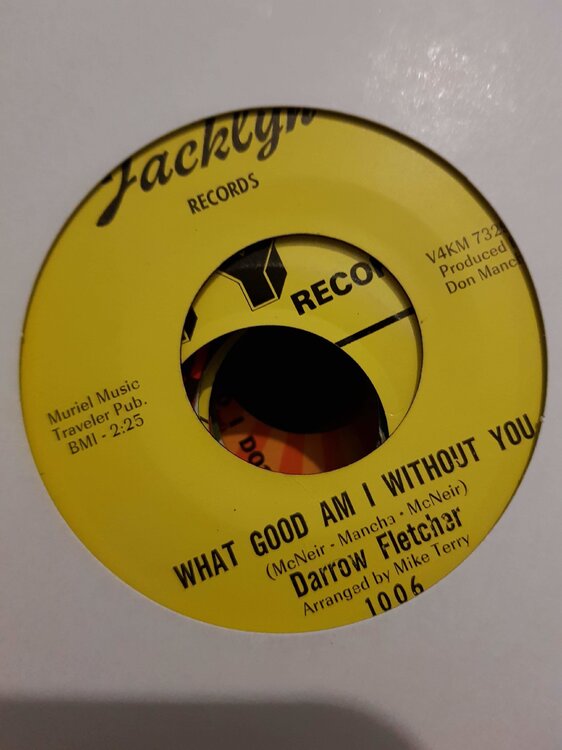 Jacklyn
RECORDS
V4KM 732
Produced
Don Manc
Muriel Music
Traveler Pub.
BMI - 2:25
RECO
I DO
WHAT GOOD AM I WITHOUT YOU
(McNeir - Mancha - McNeir)
Darrow Fletcher
Arranged by Mike Terry
1006